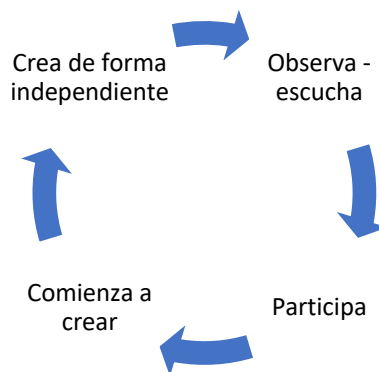 Crea de forma
independiente
Observa -
escucha
Comienza a
crear
Participa